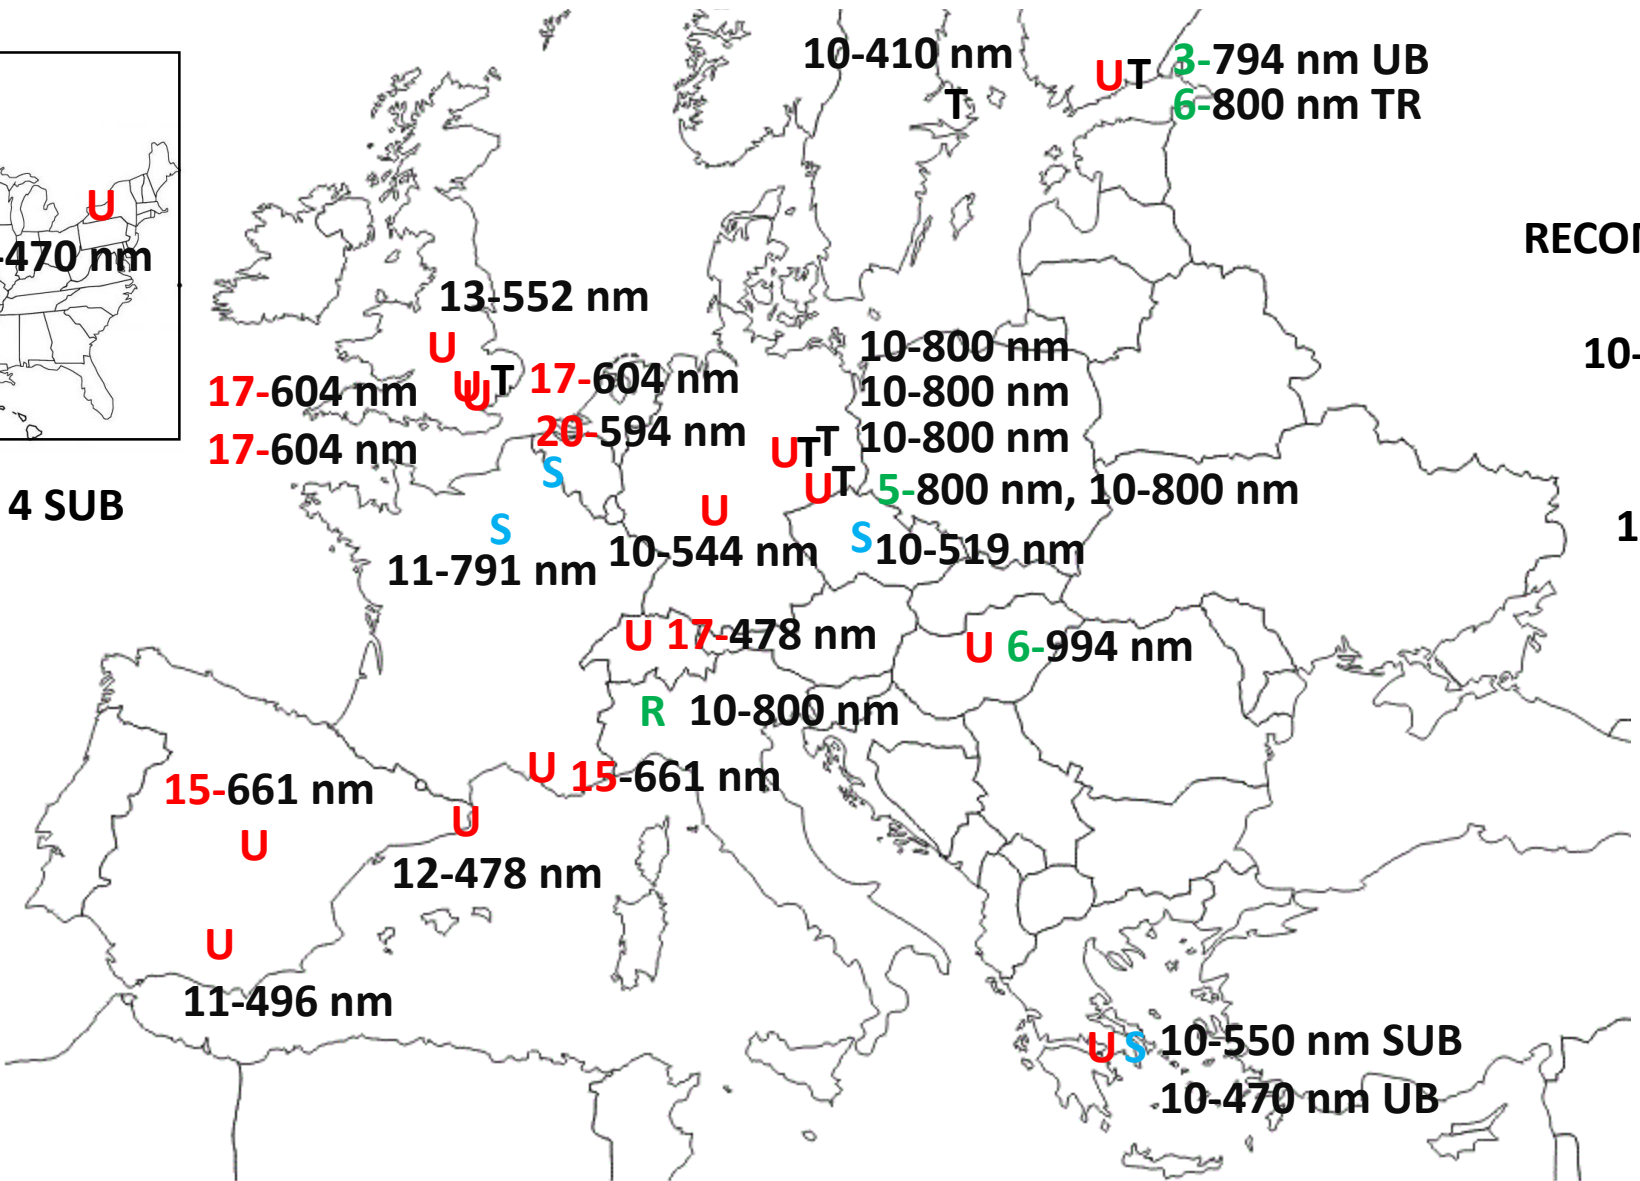 10-410 nm
T
U T 3-794 nm UB
6-800 nm TR
U
-470 nm
RECO
13-552 nm
U
10-800 nm
10-
17-604 nm
U U T 17-604 nm
10-800 nm
17-604 nm
20-594 nm
S
U T T 10-800 nm
U T 5-800 nm, 10-800 nm
4 SUB
U
S
10-544 nm
S 10-519 nm
1
11-791 nm
U 17-478 nm
U 6-994 nm
R 10-800 nm
15-661 nm
U 15-661 nm
U
U
12-478 nm
U
11-496 nm
U S 10-550 nm SUB
10-470 nm UB